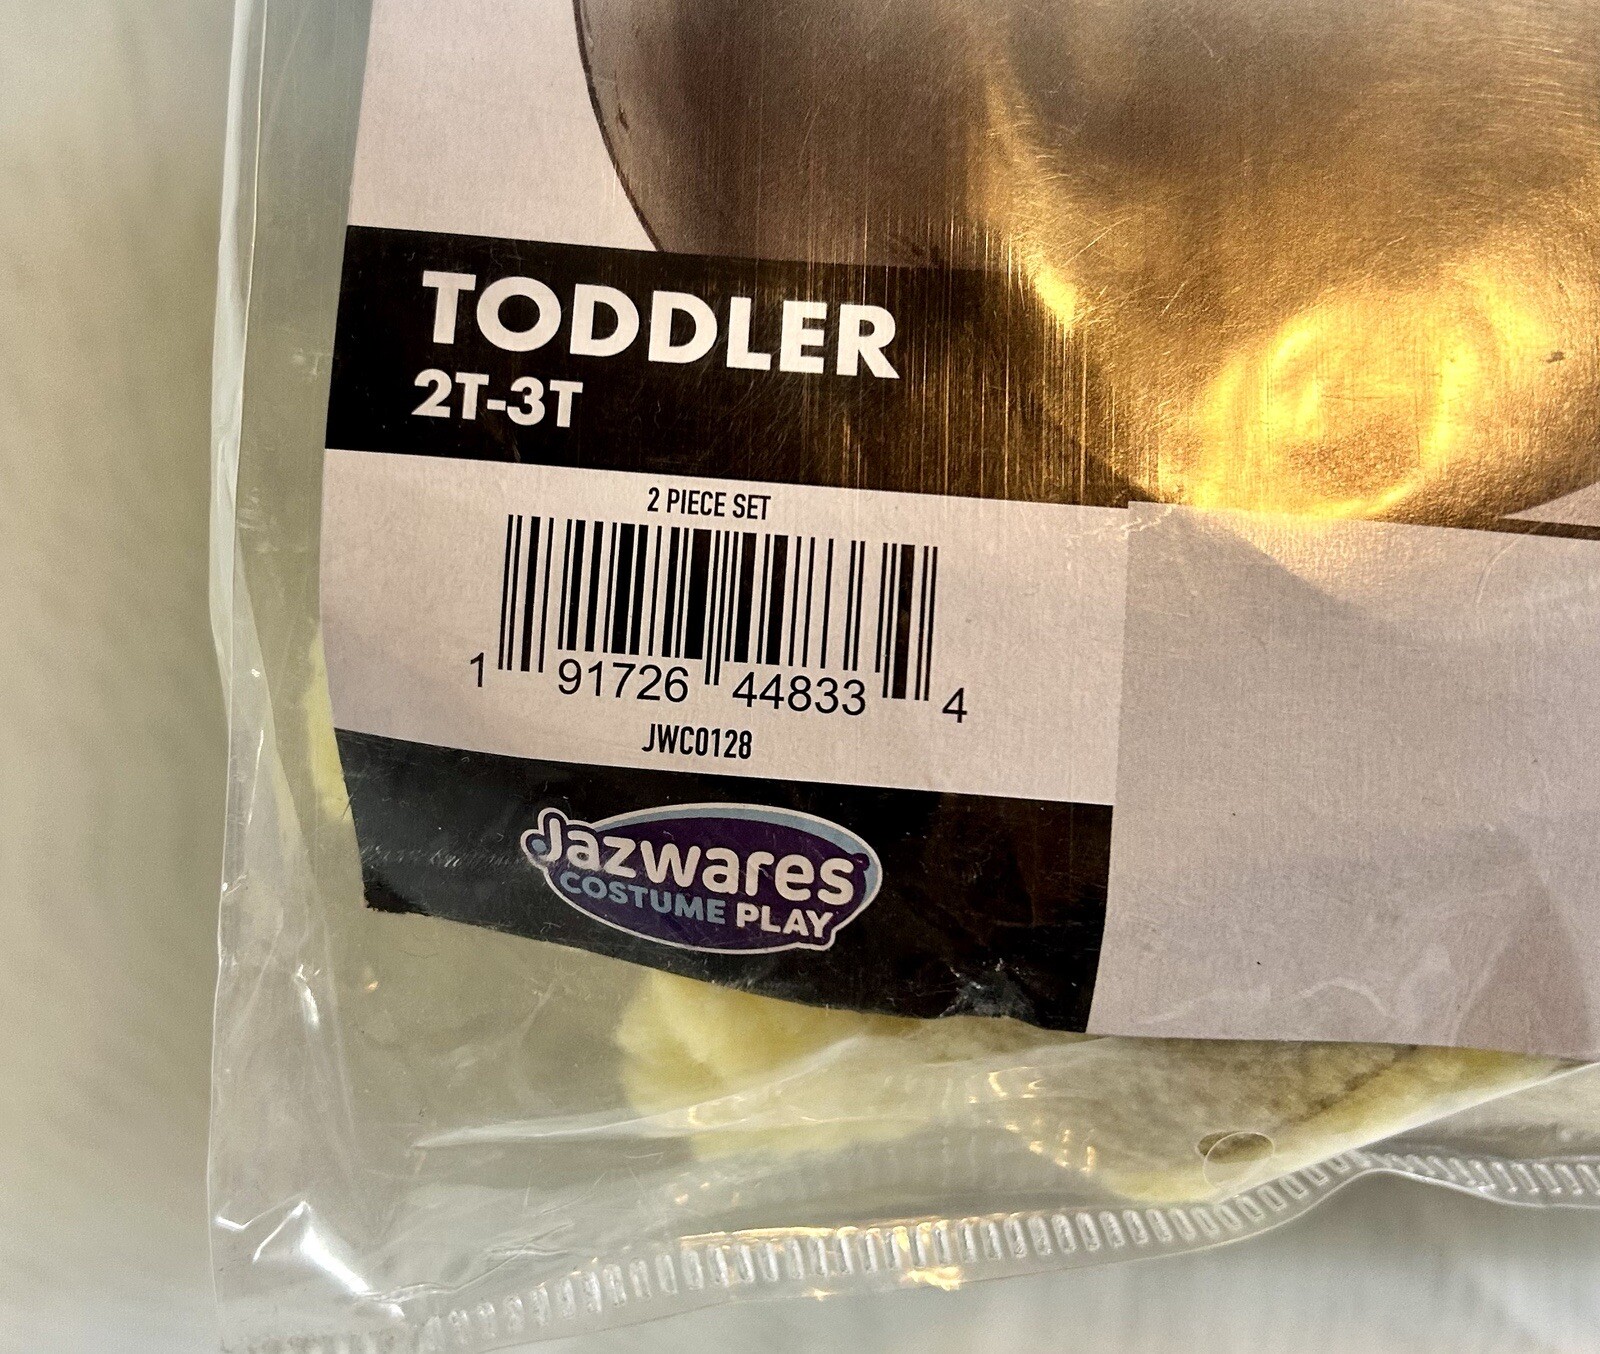 TODDLER
2T-3T
2 PIECE SET
1 91726 44833 4
JWC0128
Jazwares
COSTUME PLAY